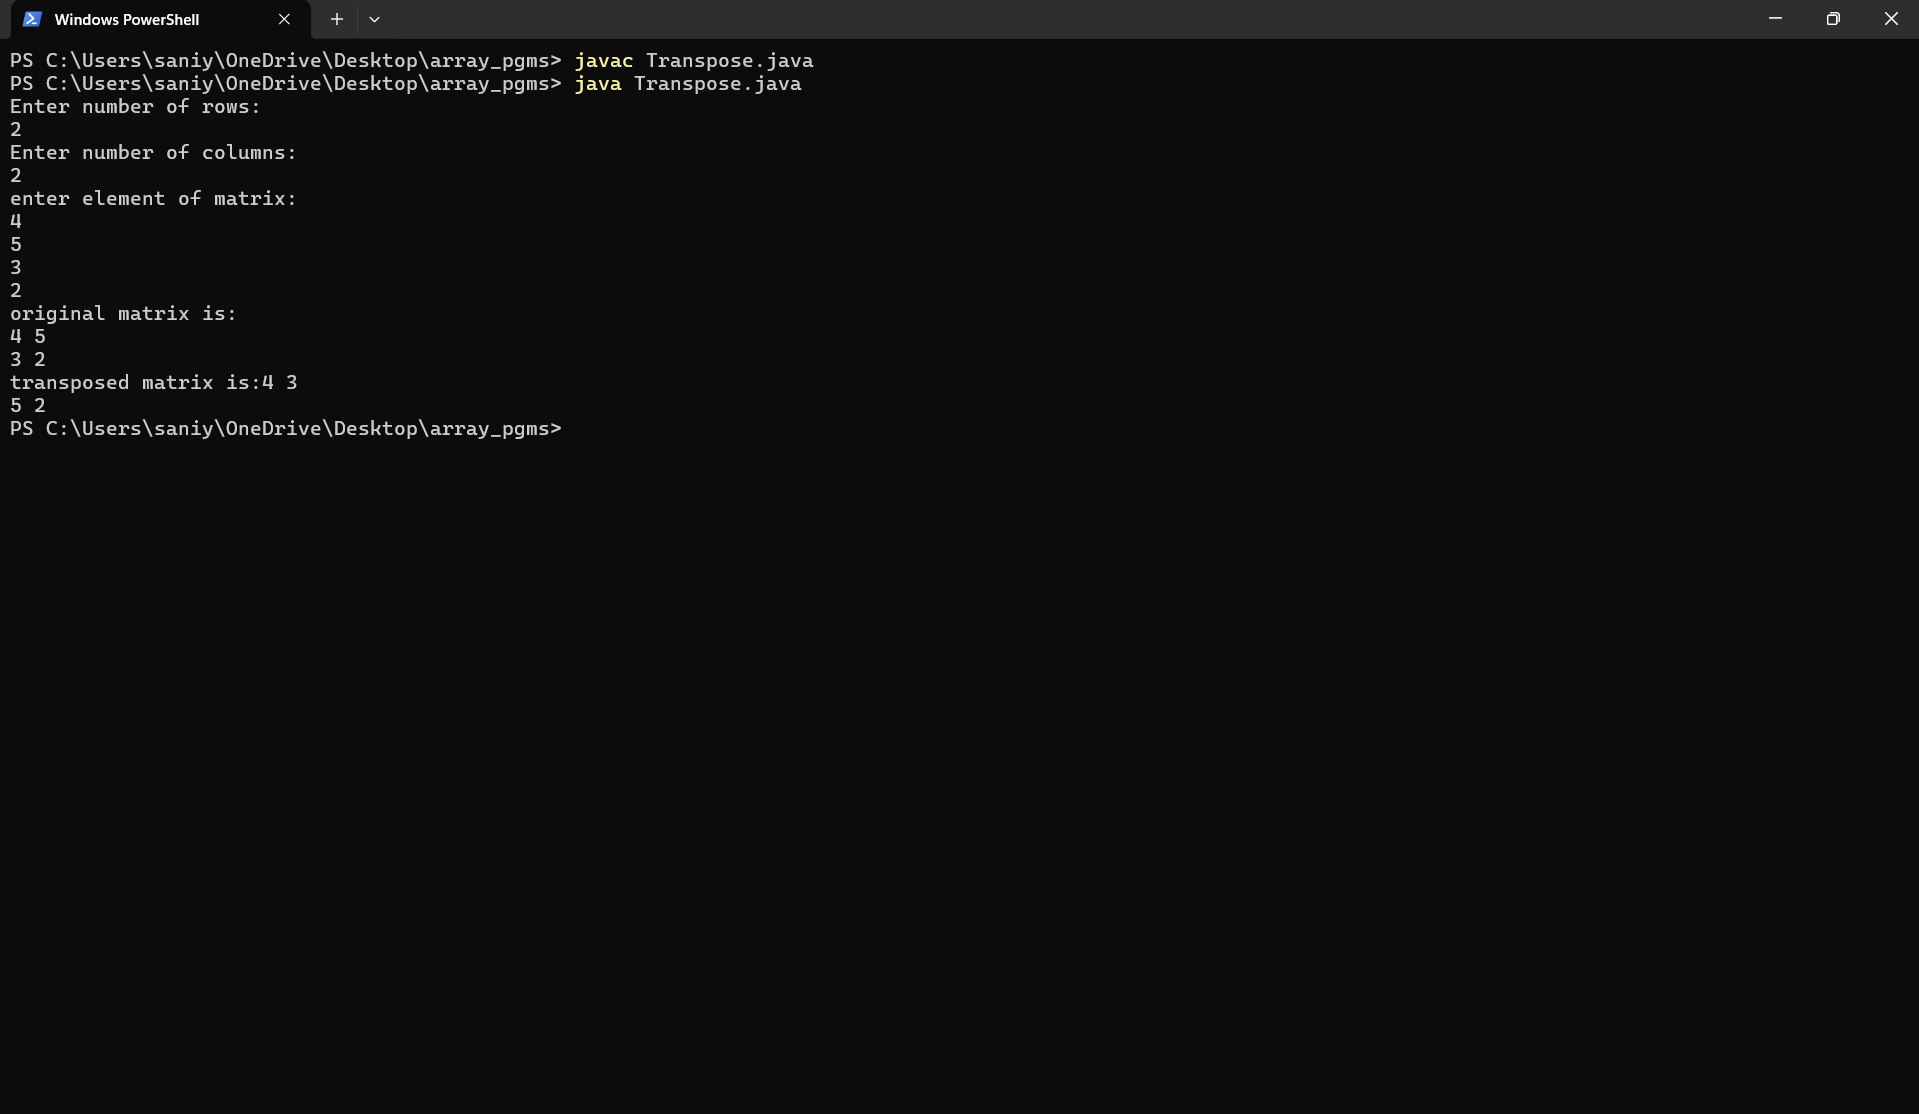 Windows PowerShell
PS C:\Users\saniy\OneDrive\Desktop\array_pgms> javac Transpose.java
PS C:\Users\saniy\OneDrive\Desktop\array_pgms> java Transpose.java
Enter number of rows:
2
Enter number of columns:
2
enter element of matrix:
4
5
3
2
original matrix is:
4 5
3 2
transposed matrix is:4 3
5 2
PS C:\Users\saniy\OneDrive\Desktop\array_pgms>